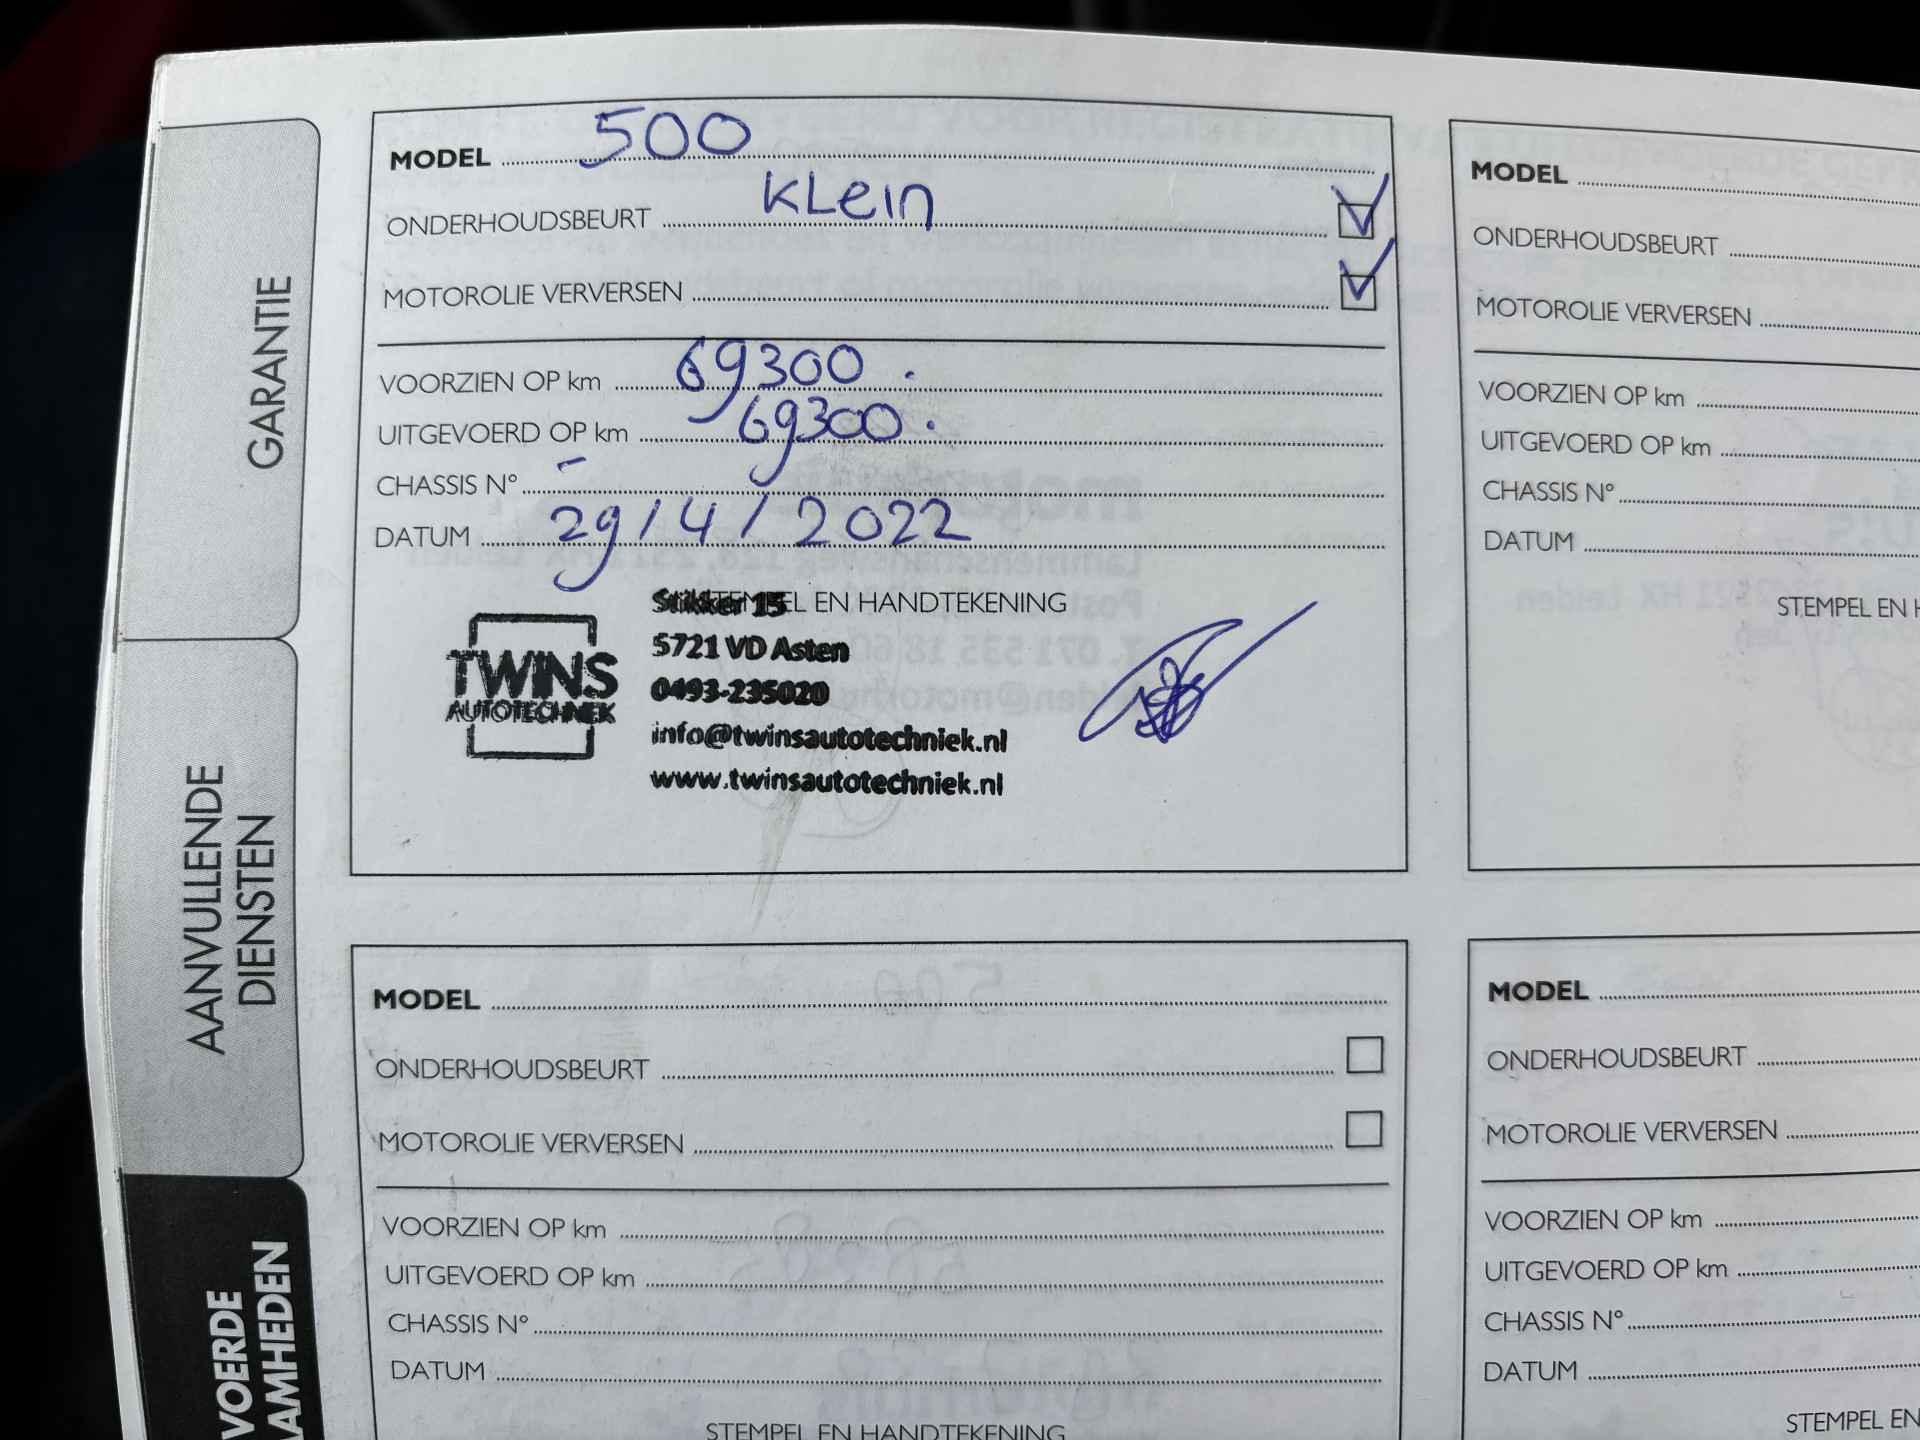 GARANTIE
AANVULLENDE
DIENSTEN
VOERDE
AMHEDEN
MODEL 500
ONDERHOUDSBEURT KLein
MOTOROLIE VERVERSEN
VOORZIEN OP km 69300.
UITGEVOERD OP km 69300.
CHASSIS N° -
DATUM 29/4/2022
STEMPEL EN HANDTEKENING
TWINS
AUTOTECHNIEK
Stikker 15
5721 VD Asten
0493-235020
info@twinsautotechniek.nl
www.twinsautotechniek.nl
MODEL
ONDERHOUDSBEURT
MOTOROLIE VERVERSEN
VOORZIEN OP km
UITGEVOERD OP km
CHASSIS N°
DATUM
STEMPEL EN H
MODEL
ONDERHOUDSBEURT
MOTOROLIE VERVERSEN
VOORZIEN OP km
UITGEVOERD OP km
CHASSIS N°
DATUM
STEMPEL EN HANDTEKENING
MODEL
ONDERHOUDSBEURT
MOTOROLIE VERVERSEN
VOORZIEN OP km
UITGEVOERD OP km
CHASSIS N°
DATUM
STEMPEL EN